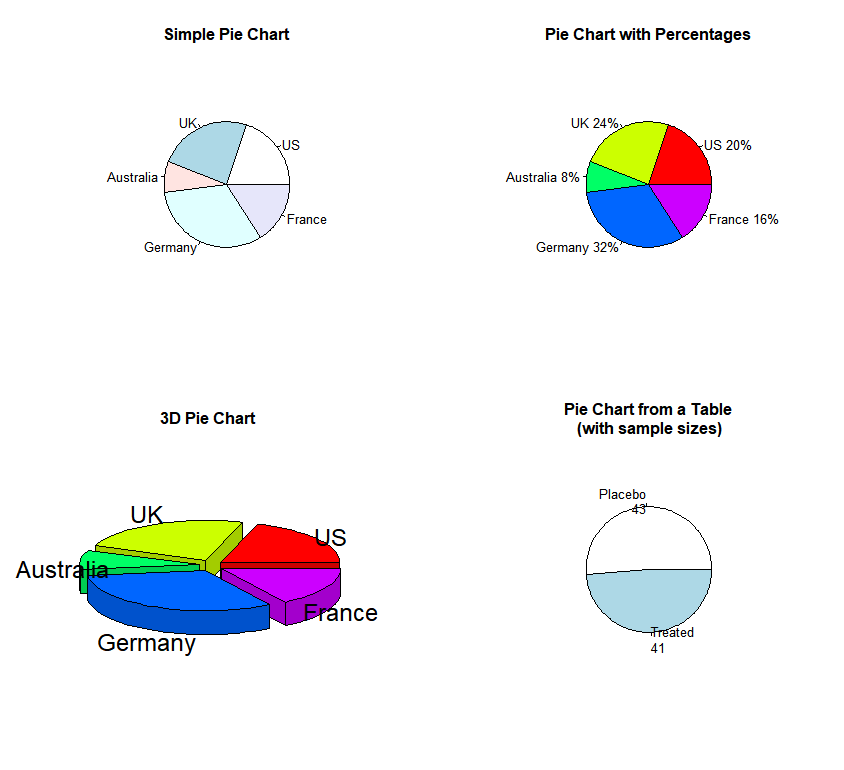 Simple Pie Chart
UK
US
Australia
France
Germany
Pie Chart with Percentages
UK 24%
US 20%
Australia 8%
France 16%
Germany 32%
3D Pie Chart
UK
US
Australia
France
Germany
Pie Chart from a Table
(with sample sizes)
Placebo
43
Treated
41